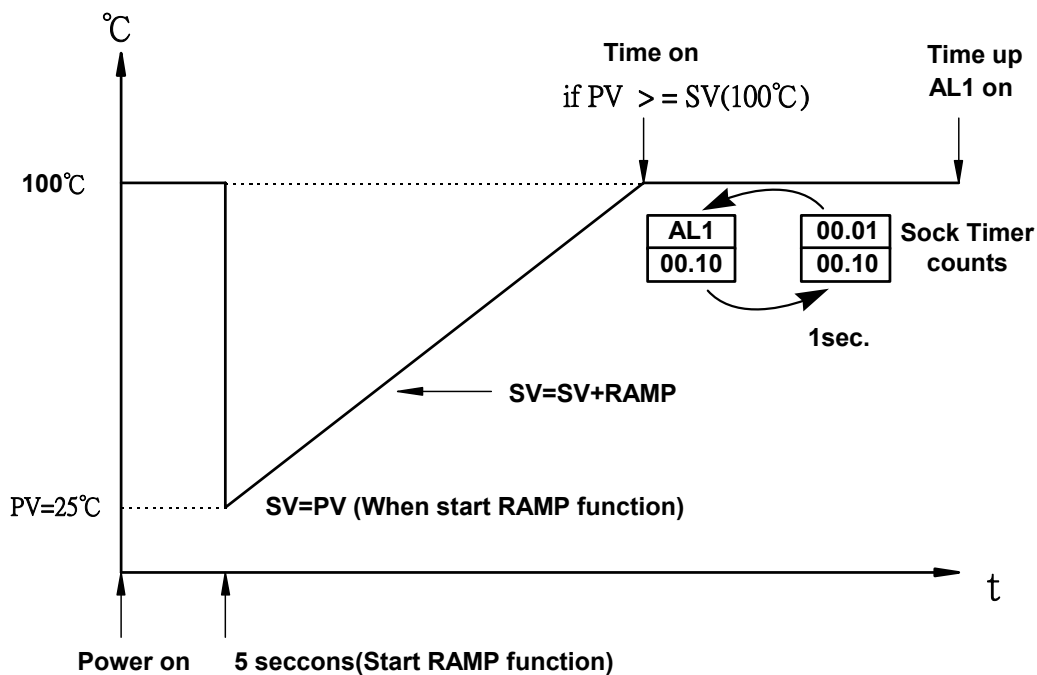 ℃
Time on
if PV >= SV(100℃)
Time up
AL1 on
100℃
AL1
00.10
00.01
00.10
Sock Timer
counts
1sec.
SV=SV+RAMP
PV=25℃
SV=PV (When start RAMP function)
t
Power on
5 seccons(Start RAMP function)